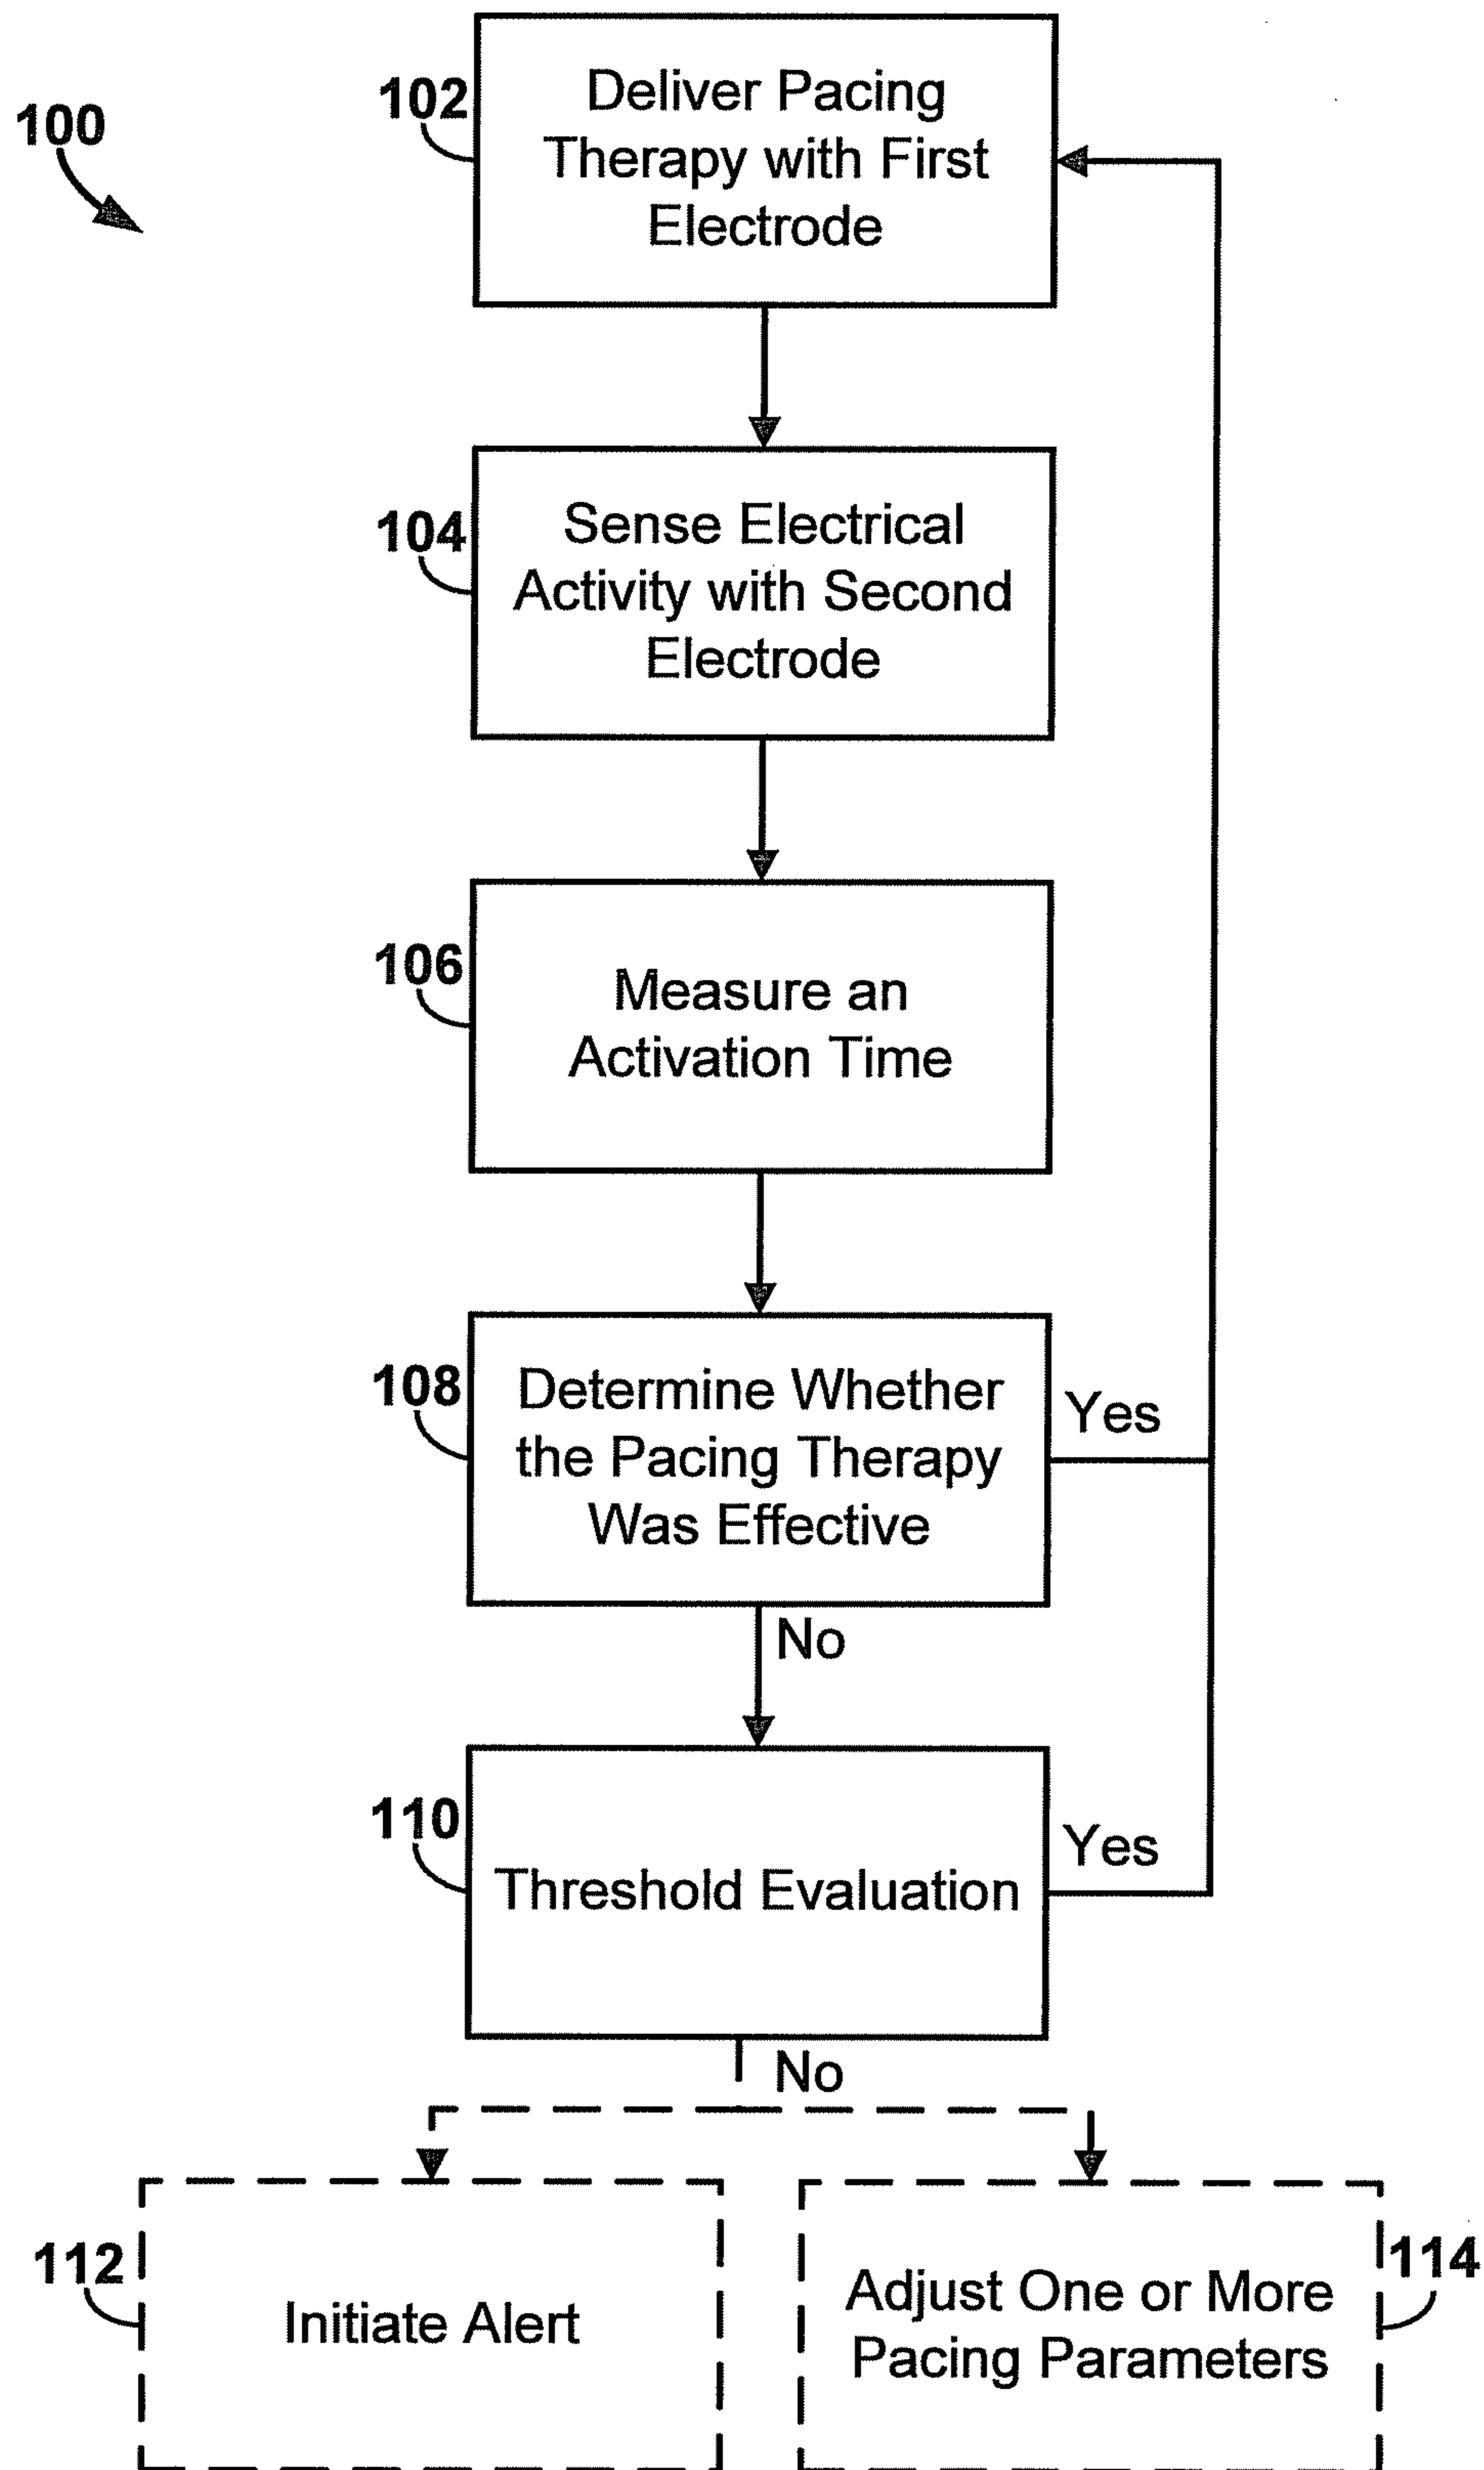 100
102
Deliver Pacing
Therapy with First
Electrode
104
Sense Electrical
Activity with Second
Electrode
106
Measure an
Activation Time
108
Determine Whether
the Pacing Therapy
Was Effective
Yes
No
110
Threshold Evaluation
Yes
No
112
Initiate Alert
Adjust One or More
Pacing Parameters
114